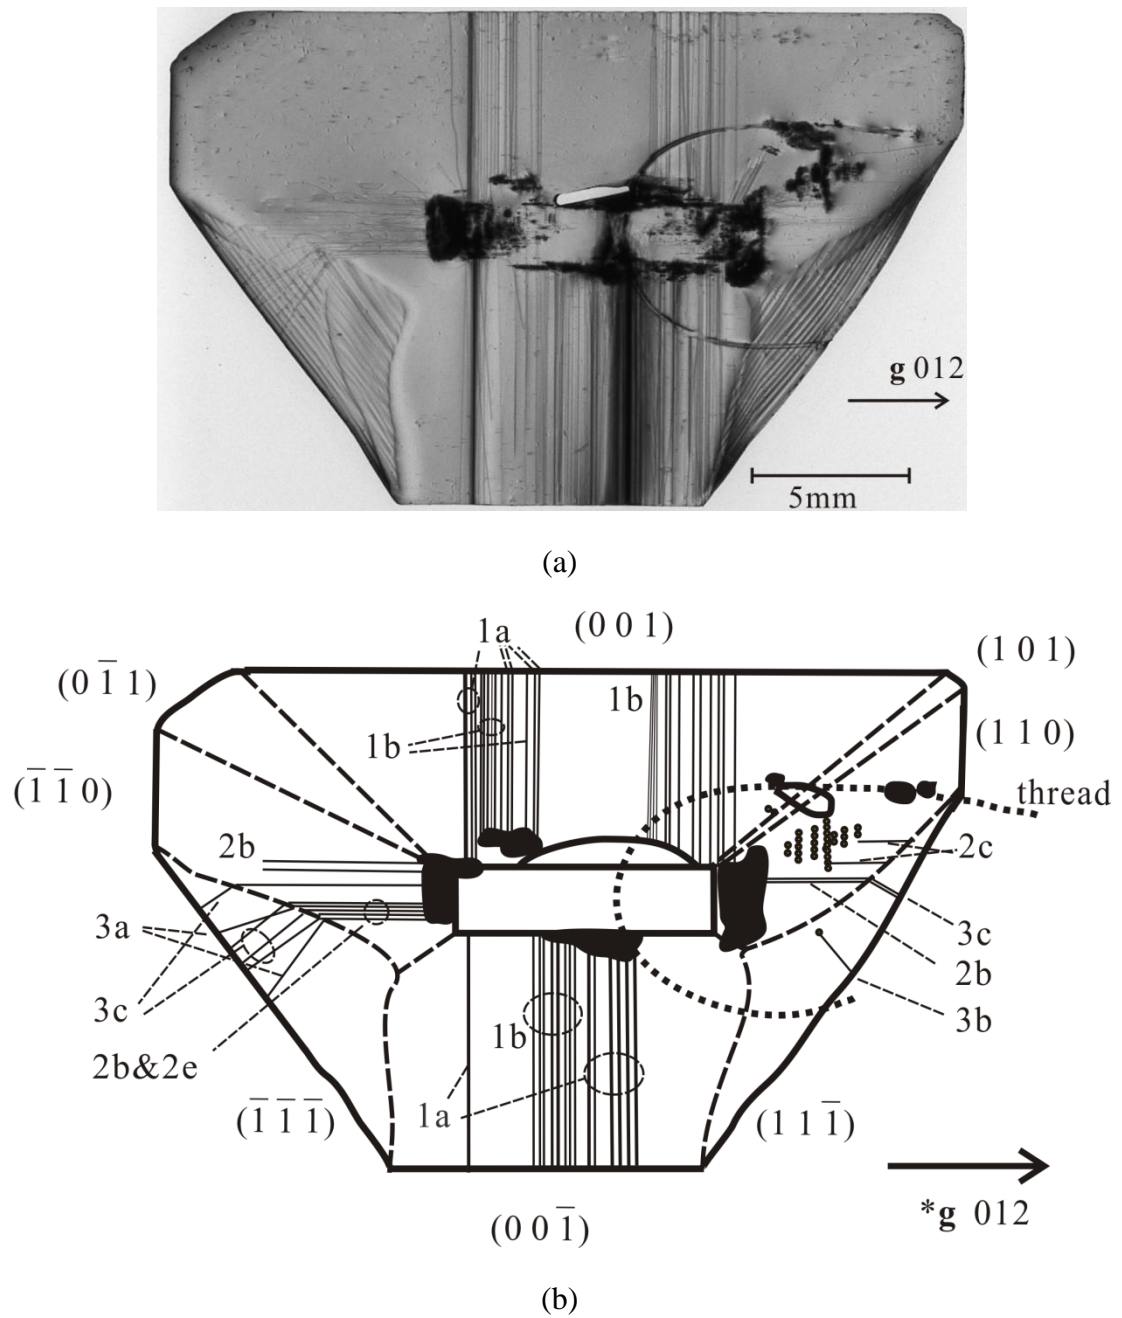 g 012
5mm
(a)
1a
(0 0 1)
(1 0 1)
(0 1̅ 1)
1b
(1 1 0)
1b
(1̅ 1̅ 0)
thread
2b
2c
3a
3c
2b
3c
1b
3b
2b&2e
1a
(1̅ 1̅ 1̅)
(1 1 1̅)
*g 012
(0 0 1̅)
(b)